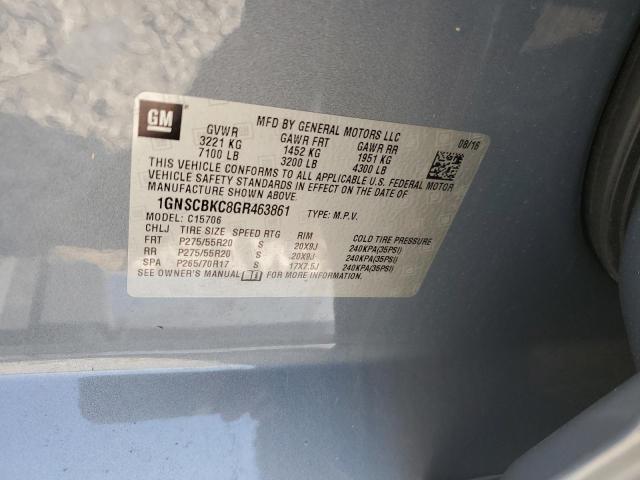 GM
MFD BY GENERAL MOTORS LLC 08/16
GVWR GAWR FRT GAWR RR
3221 KG 1452 KG 1951 KG
7100 LB 3200 LB 4300 LB
THIS VEHICLE CONFORMS TO ALL APPLICABLE U.S. FEDERAL MOTOR
VEHICLE SAFETY STANDARDS IN EFFECT ON THE DATE OF
MANUFACTURE SHOWN ABOVE.
1GNSCBKC8GR463861 TYPE: M.P.V.
MODEL: C15706
CHLJ TIRE SIZE SPEED RTG RIM COLD TIRE PRESSURE
FRT P275/55R20 S 20X9J 240KPA(35PSI)
RR P275/55R20 S 20X9J 240KPA(35PSI)
SPA P265/70R17 S 17X7.5J 240KPA(35PSI)
SEE OWNER'S MANUAL FOR MORE INFORMATION.